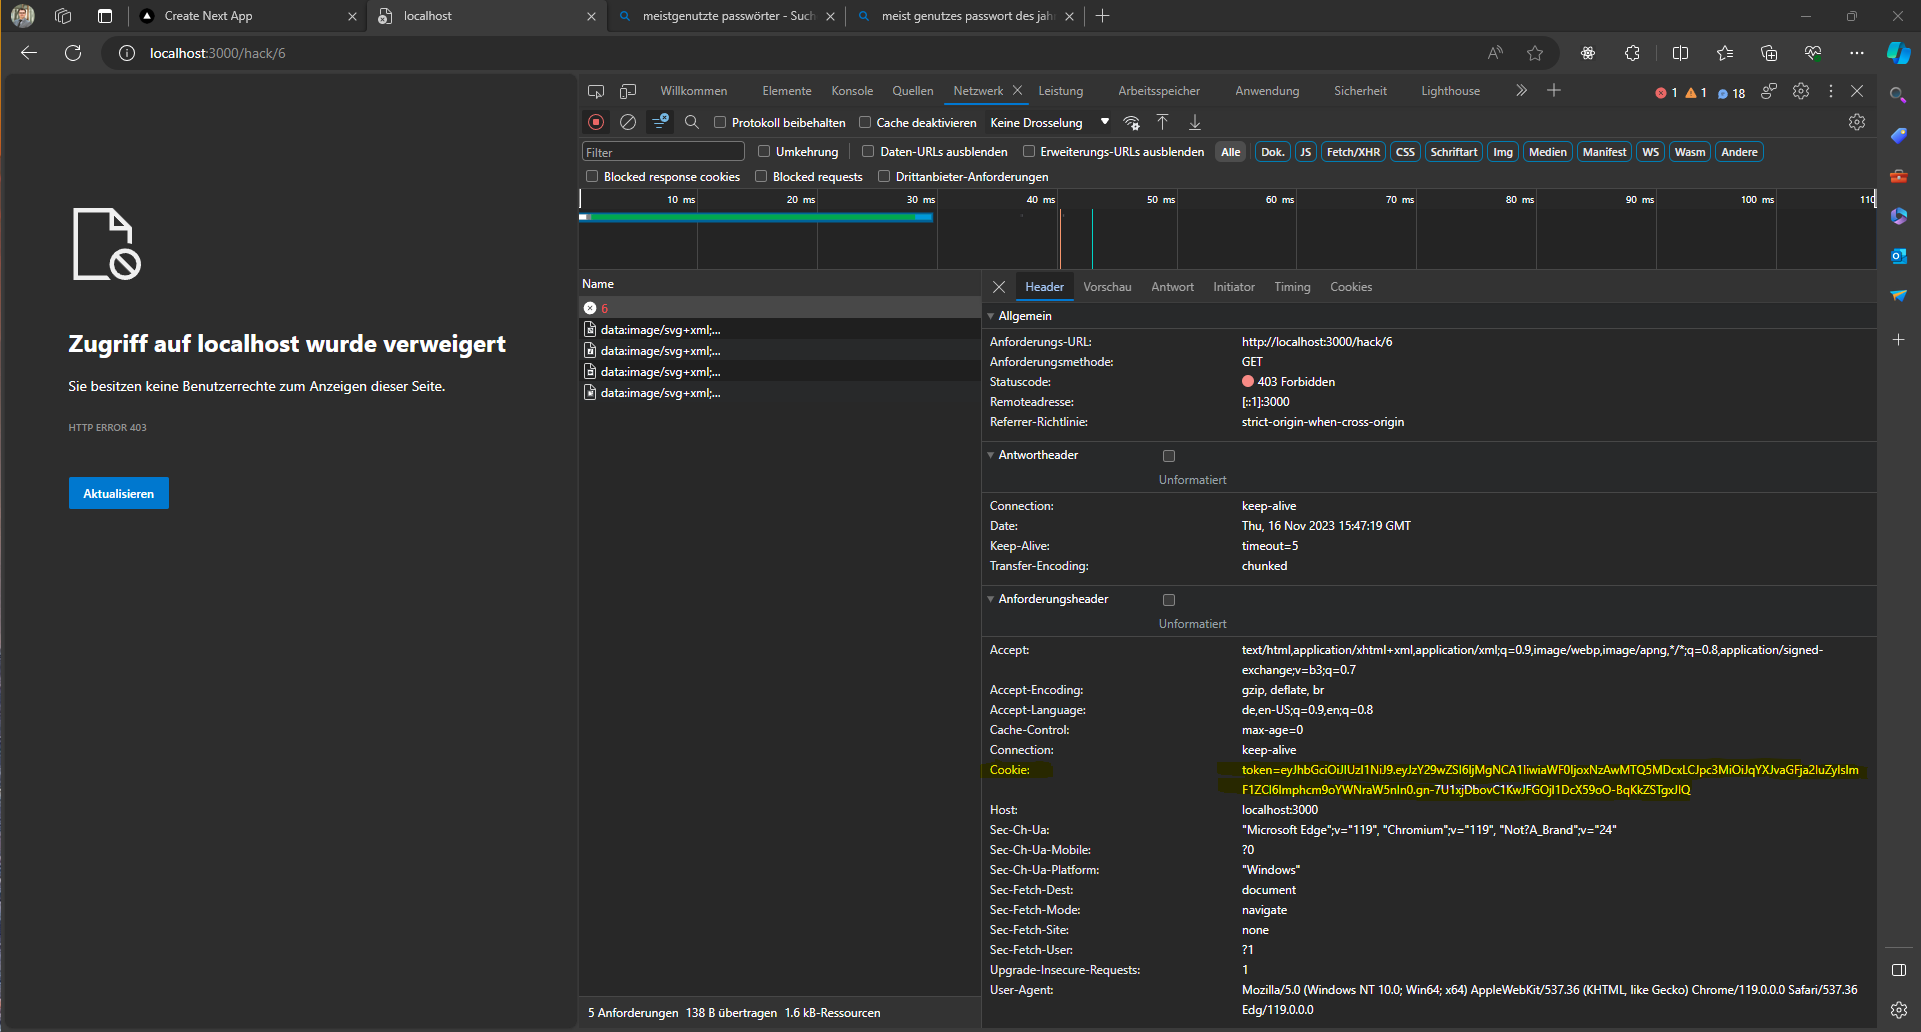 Create Next App
localhost
meistgenutzte passwörter - Such
meist genutzes passwort des jah
localhost:3000/hack/6
Willkommen
Elemente
Konsole
Quellen
Netzwerk
Leistung
Arbeitsspeicher
Anwendung
Sicherheit
Lighthouse
1
1
18
Protokoll beibehalten
Cache deaktivieren
Keine Drosselung
Filter
Umkehrung
Daten-URLs ausblenden
Erweiterungs-URLs ausblenden
Alle
Dok.
JS
Fetch/XHR
CSS
Schriftart
Img
Medien
Manifest
WS
Wasm
Andere
Blocked response cookies
Blocked requests
Drittanbieter-Anforderungen
10 ms
20 ms
30 ms
40 ms
50 ms
60 ms
70 ms
80 ms
90 ms
100 ms
110
Zugriff auf localhost wurde verweigert
Sie besitzen keine Benutzerrechte zum Anzeigen dieser Seite.
HTTP ERROR 403
Aktualisieren
Name
6
data:image/svg+xml;...
data:image/svg+xml;...
data:image/svg+xml;...
data:image/svg+xml;...
5 Anforderungen 138 B übertragen 1.6 kB-Ressourcen
Header
Vorschau
Antwort
Initiator
Timing
Cookies
Allgemein
Anforderungs-URL: http://localhost:3000/hack/6
Anforderungsmethode: GET
Statuscode: 403 Forbidden
Remoteadresse: [::1]:3000
Referrer-Richtlinie: strict-origin-when-cross-origin
Antwortheader
Unformatiert
Connection: keep-alive
Date: Thu, 16 Nov 2023 15:47:19 GMT
Keep-Alive: timeout=5
Transfer-Encoding: chunked
Anforderungsheader
Unformatiert
Accept: text/html,application/xhtml+xml,application/xml;q=0.9,image/webp,image/apng,*/*;q=0.8,application/signed-
exchange;v=b3;q=0.7
Accept-Encoding: gzip, deflate, br
Accept-Language: de,en-US;q=0.9,en;q=0.8
Cache-Control: max-age=0
Connection: keep-alive
Cookie:
Host: localhost:3000
Sec-Ch-Ua: "Microsoft Edge";v="119", "Chromium";v="119", "Not?A_Brand";v="24"
Sec-Ch-Ua-Mobile: ?0
Sec-Ch-Ua-Platform: "Windows"
Sec-Fetch-Dest: document
Sec-Fetch-Mode: navigate
Sec-Fetch-Site: none
Sec-Fetch-User: ?1
Upgrade-Insecure-Requests: 1
User-Agent: Mozilla/5.0 (Windows NT 10.0; Win64; x64) AppleWebKit/537.36 (KHTML, like Gecko) Chrome/119.0.0.0 Safari/537.36
Edg/119.0.0.0